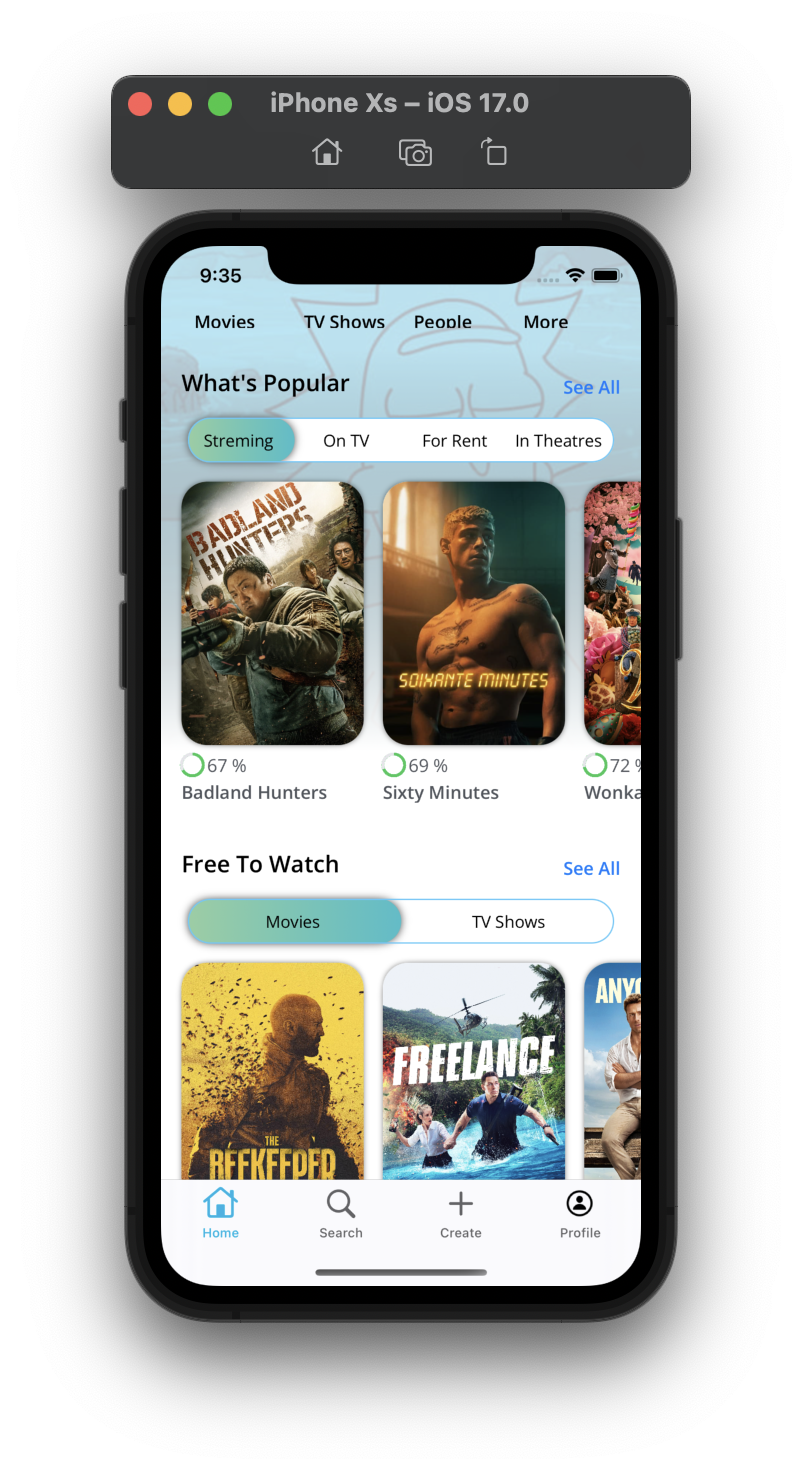 iPhone Xs – iOS 17.0
9:35
Movies TV Shows People More
What's Popular See All
Streming On TV For Rent In Theatres
BADLAND
HUNTERS
SOIXANTE MINUTES
2
67 % 69 % 72 %
Badland Hunters Sixty Minutes Wonka
Free To Watch See All
Movies TV Shows
ANYO
FREELANCE
THE
BEEKEEPER
Home Search Create Profile